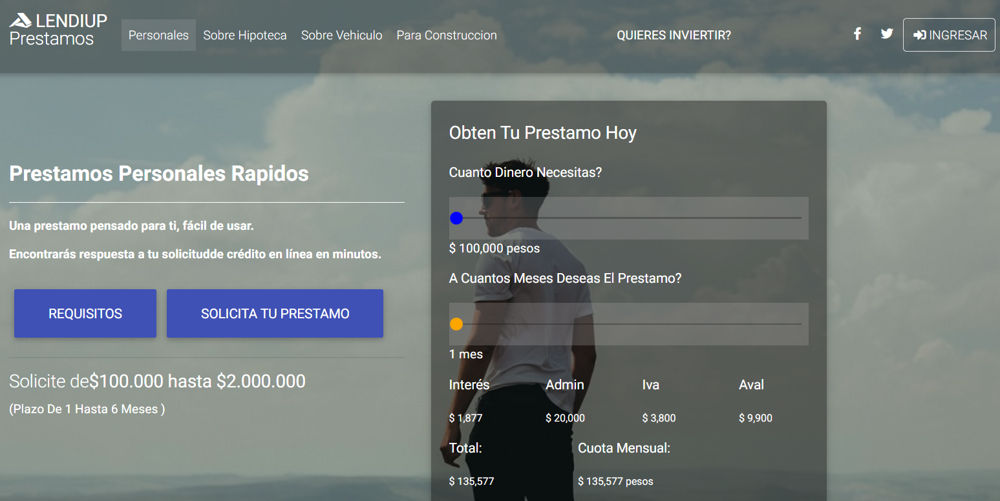 LENDIUP
Prestamos
Personales
Sobre Hipoteca
Sobre Vehiculo
Para Construccion
QUIERES INVIERTIR?
INGRESAR
Prestamos Personales Rapidos
Una prestamo pensado para ti, fácil de usar.
Encontrarás respuesta a tu solicitudde crédito en línea en minutos.
REQUISITOS
SOLICITA TU PRESTAMO
Solicite de$100.000 hasta $2.000.000
(Plazo De 1 Hasta 6 Meses )
Obten Tu Prestamo Hoy
Cuanto Dinero Necesitas?
$ 100,000 pesos
A Cuantos Meses Deseas El Prestamo?
1 mes
Interés Admin Iva Aval
$ 1,877 $ 20,000 $ 3,800 $ 9,900
Total: Cuota Mensual:
$ 135,577 $ 135,577 pesos